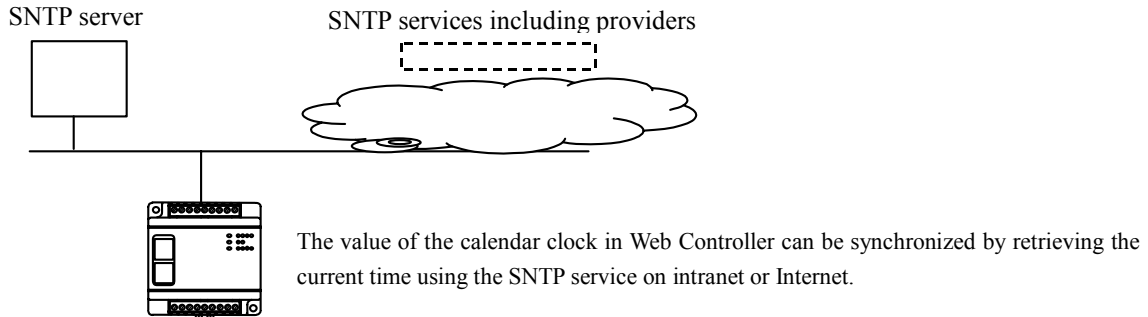 SNTP server
SNTP services including providers
The value of the calendar clock in Web Controller can be synchronized by retrieving the
current time using the SNTP service on intranet or Internet.